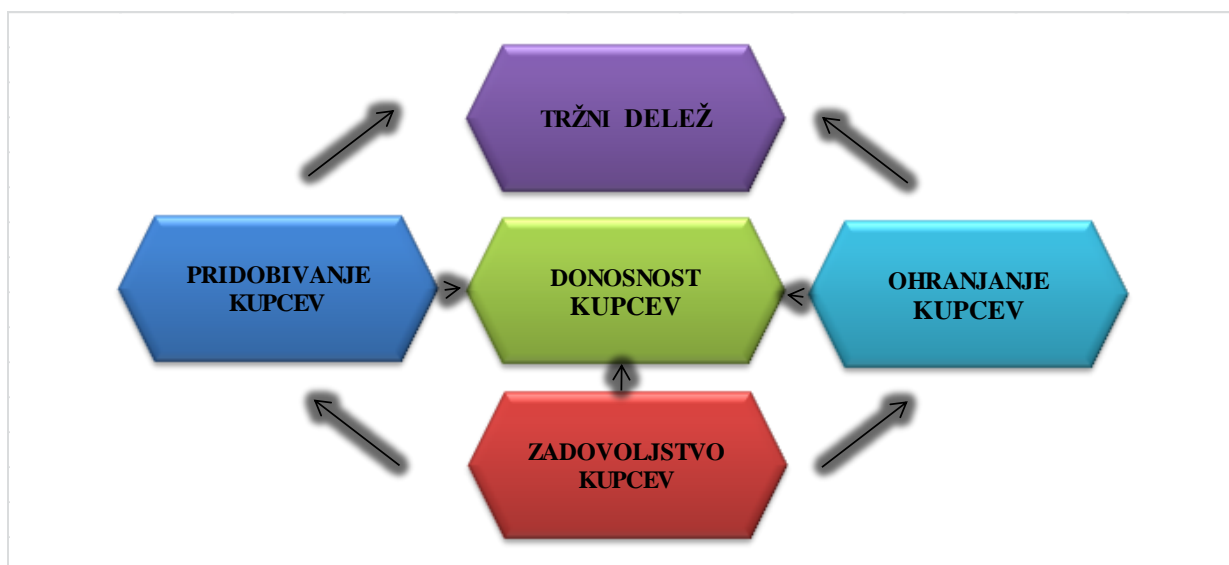 TRŽNI DELEŽ
PRIDOBIVANJE
KUPCEV
DONOSNOST
KUPCEV
OHRANJANJE
KUPCEV
ZADOVOLJSTVO
KUPCEV